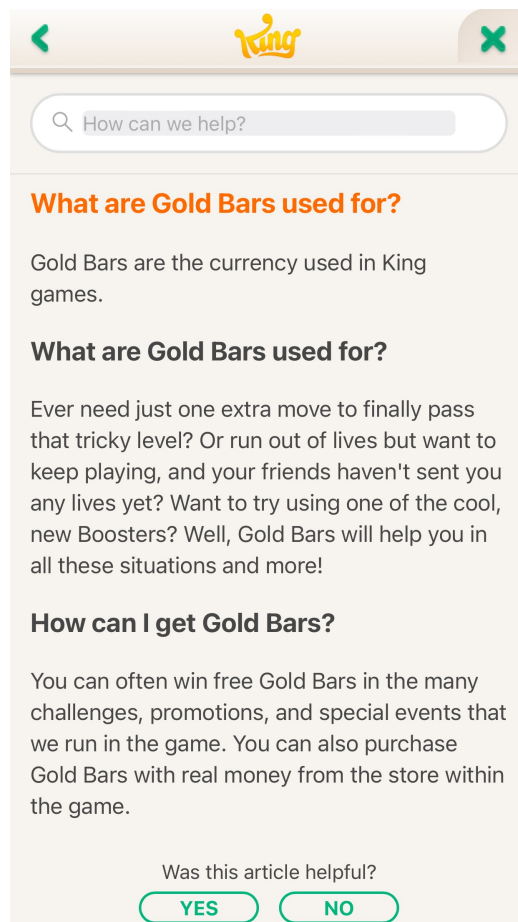 King
How can we help?
What are Gold Bars used for?
Gold Bars are the currency used in King
games.
What are Gold Bars used for?
Ever need just one extra move to finally pass
that tricky level? Or run out of lives but want to
keep playing, and your friends haven't sent you
any lives yet? Want to try using one of the cool,
new Boosters? Well, Gold Bars will help you in
all these situations and more!
How can I get Gold Bars?
You can often win free Gold Bars in the many
challenges, promotions, and special events that
we run in the game. You can also purchase
Gold Bars with real money from the store within
the game.
Was this article helpful?
YES NO